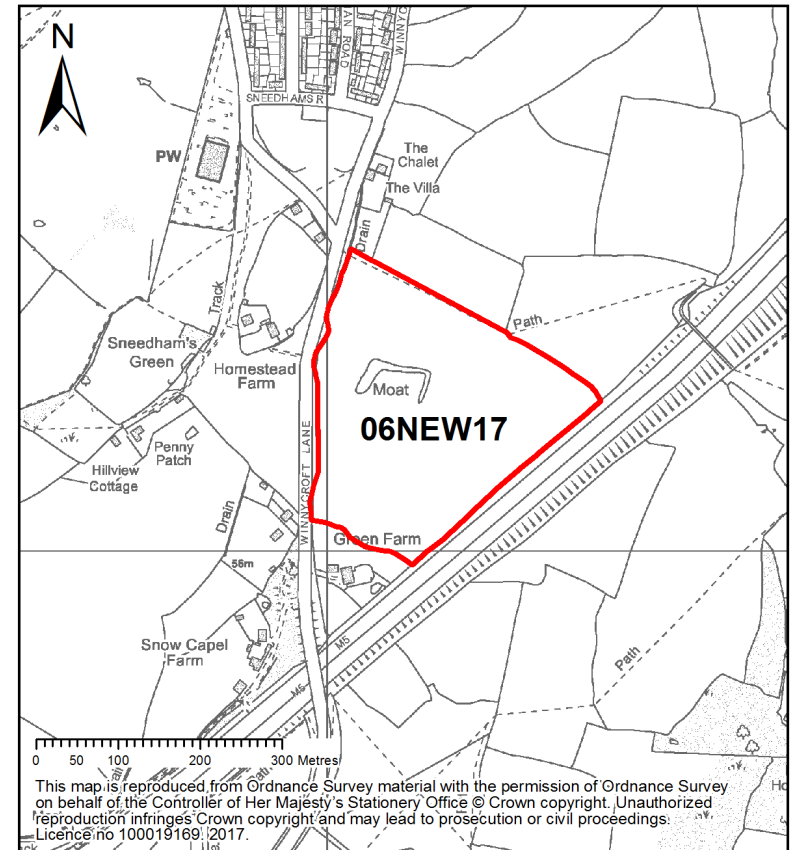 N
WINNYC
AN ROAD
SNEEDHAMS R
PW
The
Chalet
The Villa
Drain
Track
Path
Sneedham's
Green
Homestead
Farm
Moat
06NEW17
WINNYCROFT LANE
Penny
Patch
Hillview
Cottage
Drain
Green Farm
56m
Snow Capel
Farm
M5
M5
Path
0 50 100 200 300 Metres
This map is reproduced from Ordnance Survey material with the permission of Ordnance Survey
on behalf of the Controller of Her Majesty's Stationery Office © Crown copyright. Unauthorized
reproduction infringes Crown copyright and may lead to prosecution or civil proceedings.
Licence no 100019169. 2017.